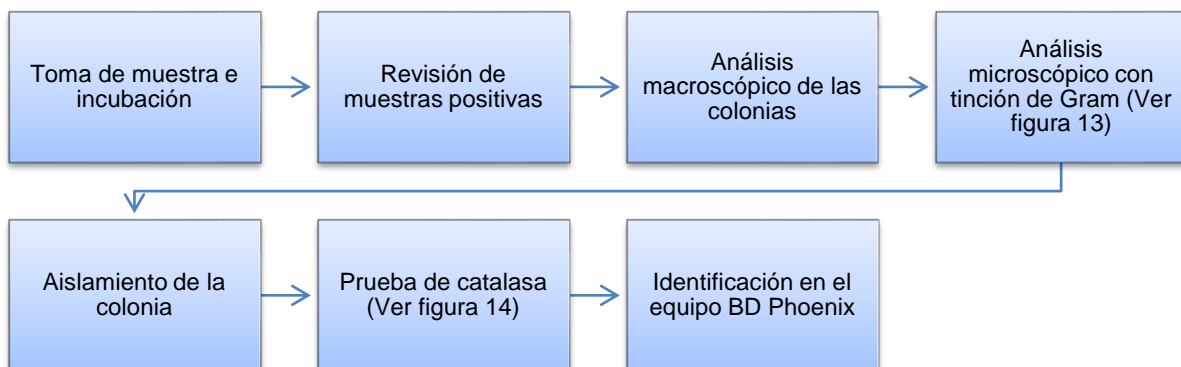 Toma de muestra e
incubación
Revisión de
muestras positivas
Análisis
macroscópico de las
colonias
Análisis
microscópico con
tinción de Gram (Ver
figura 13)
Aislamiento de la
colonia
Prueba de catalasa
(Ver figura 14)
Identificación en el
equipo BD Phoenix